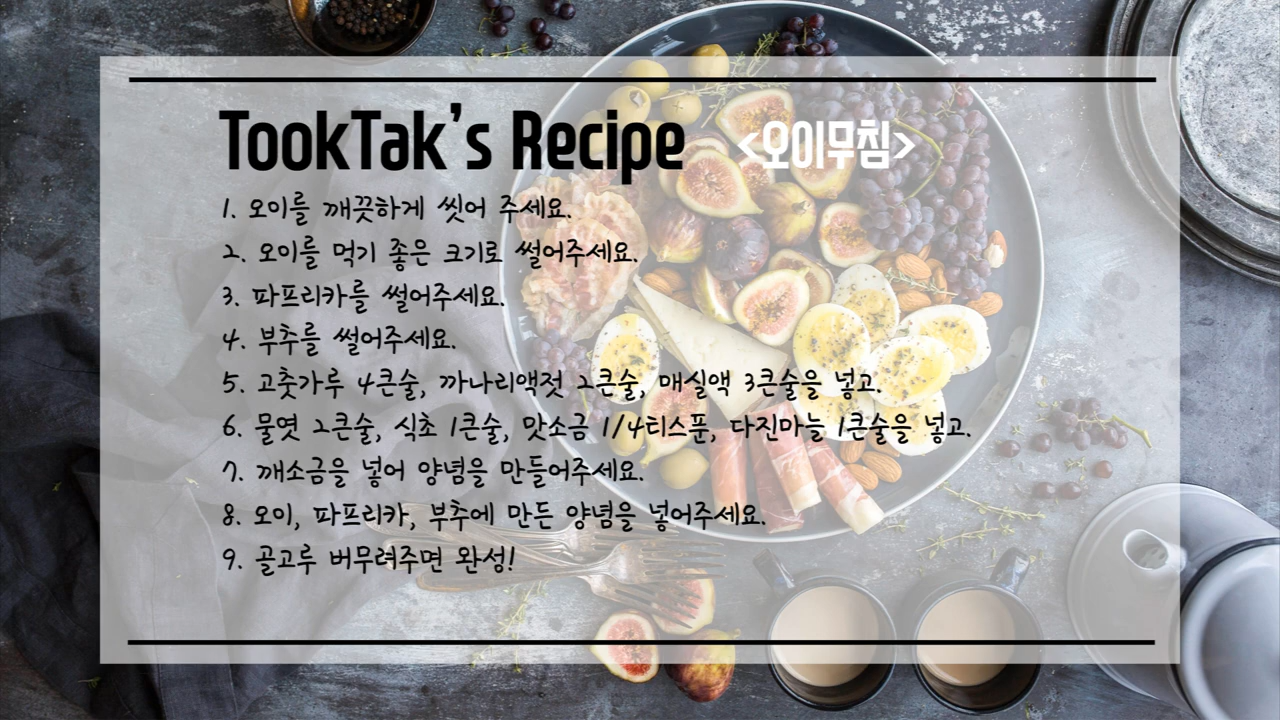 TookTak's Recipe <오이무침>
1. 오이를 깨끗하게 씻어 주세요.
2. 오이를 먹기 좋은 크기로 썰어주세요.
3. 파프리카를 썰어주세요.
4. 부추를 썰어주세요.
5. 고춧가루 4큰술, 까나리액젓 2큰술, 매실액 3큰술을 넣고.
6. 물엿 2큰술, 식초 1큰술, 맛소금 1/4티스푼, 다진마늘 1큰술을 넣고.
7. 깨소금을 넣어 양념을 만들어주세요.
8. 오이, 파프리카, 부추에 만든 양념을 넣어주세요.
9. 골고루 버무려주면 완성!